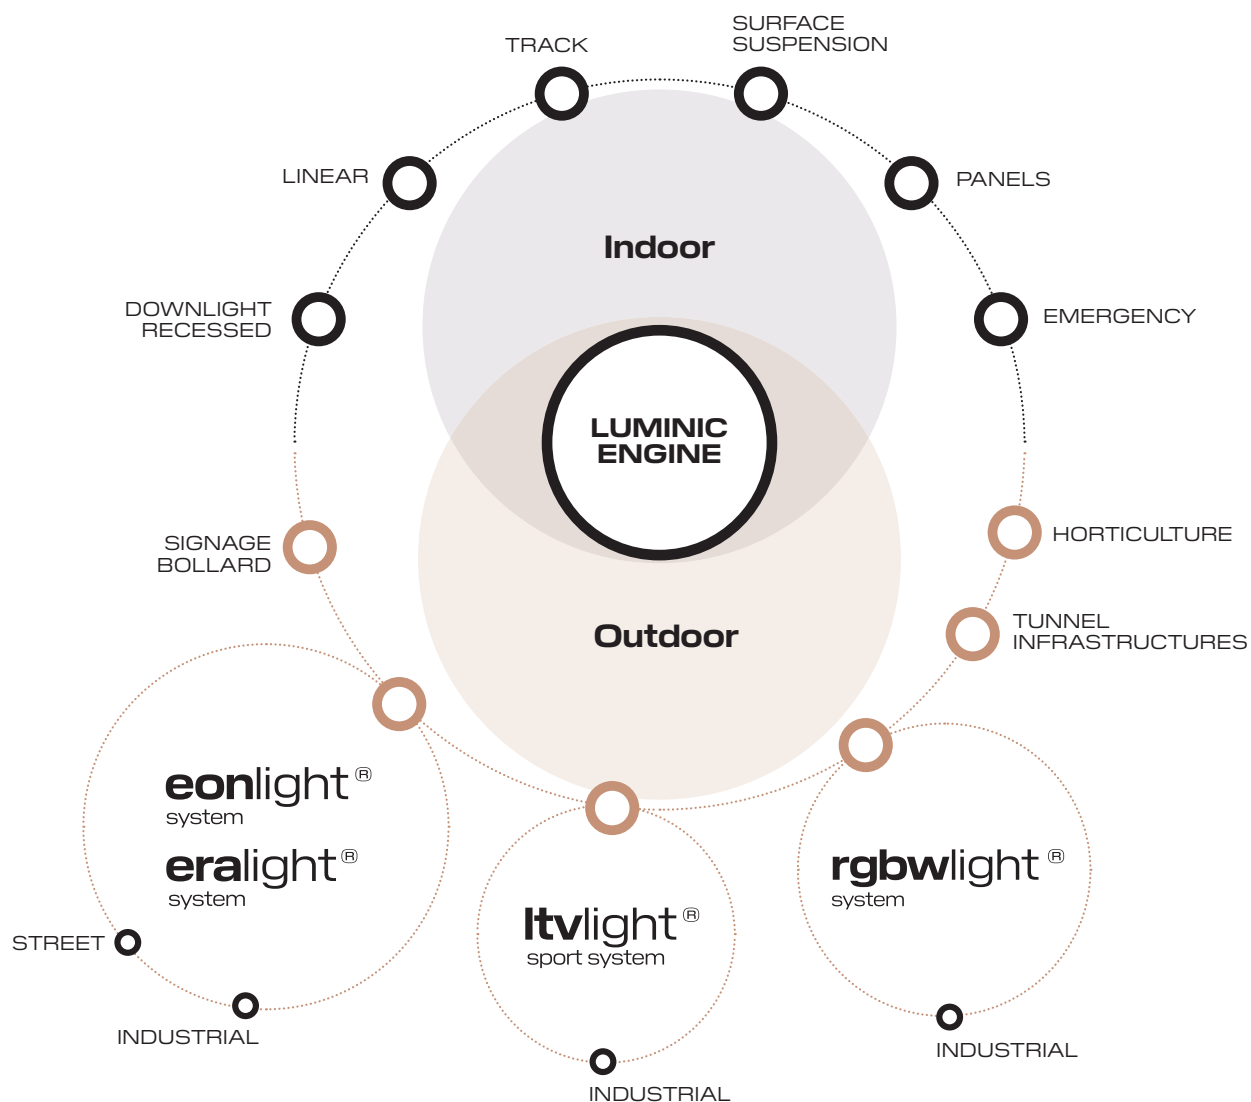 SURFACE
SUSPENSION
TRACK
LINEAR
PANELS
Indoor
DOWNLIGHT
RECESSED
EMERGENCY
LUMINIC
ENGINE
SIGNAGE
BOLLARD
HORTICULTURE
TUNNEL
INFRASTRUCTURES
Outdoor
eonlight ®
system
eralight ®
system
STREET
INDUSTRIAL
ltvlight ®
sport system
INDUSTRIAL
rgbwlight ®
system
INDUSTRIAL